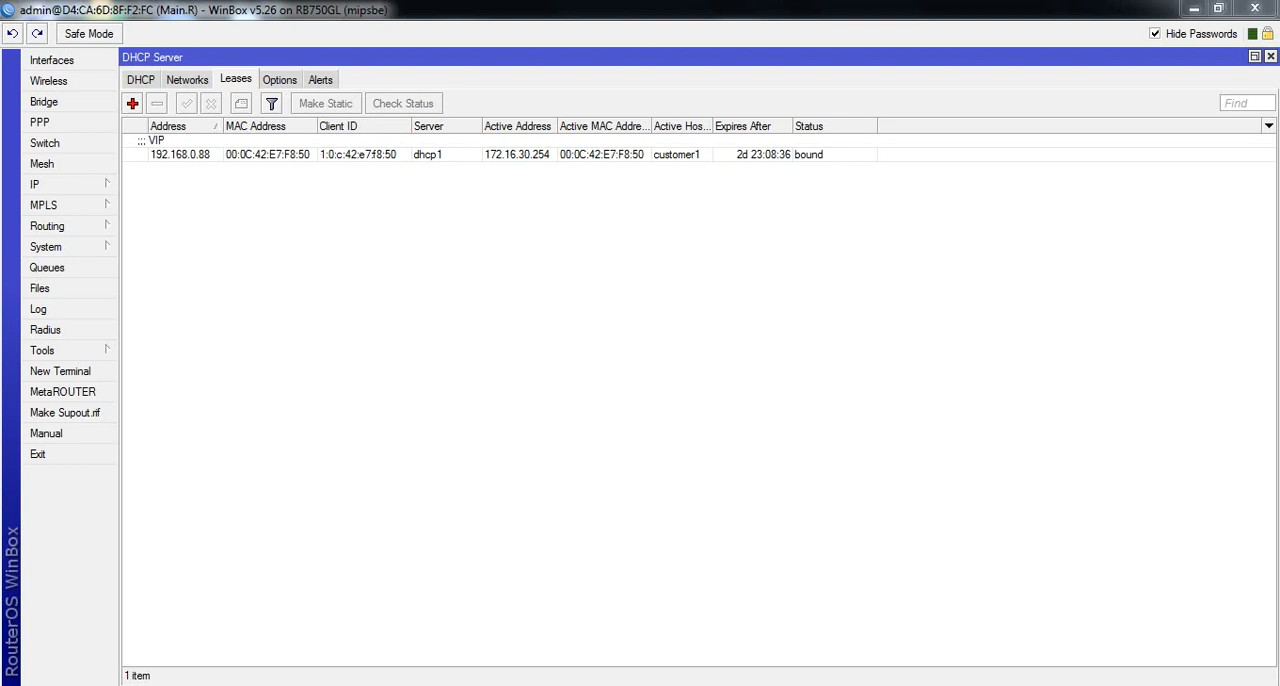 admin@D4:CA:6D:8F:F2:FC (Main.R) - WinBox v5.26 on RB750GL (mipsbe)
Safe Mode
Hide Passwords
Interfaces
Wireless
Bridge
PPP
Switch
Mesh
IP
MPLS
Routing
System
Queues
Files
Log
Radius
Tools
New Terminal
MetaROUTER
Make Supout.rif
Manual
Exit
RouterOS WinBox
DHCP Server
DHCP Networks Leases Options Alerts
Make Static Check Status Find
Address / MAC Address Client ID Server Active Address Active MAC Addre... Active Hos... Expires After Status
;;; VIP
192.168.0.88 00:0C:42:E7:F8:50 1:0:c:42:e7:f8:50 dhcp1 172.16.30.254 00:0C:42:E7:F8:50 customer1 2d 23:08:36 bound
1 item